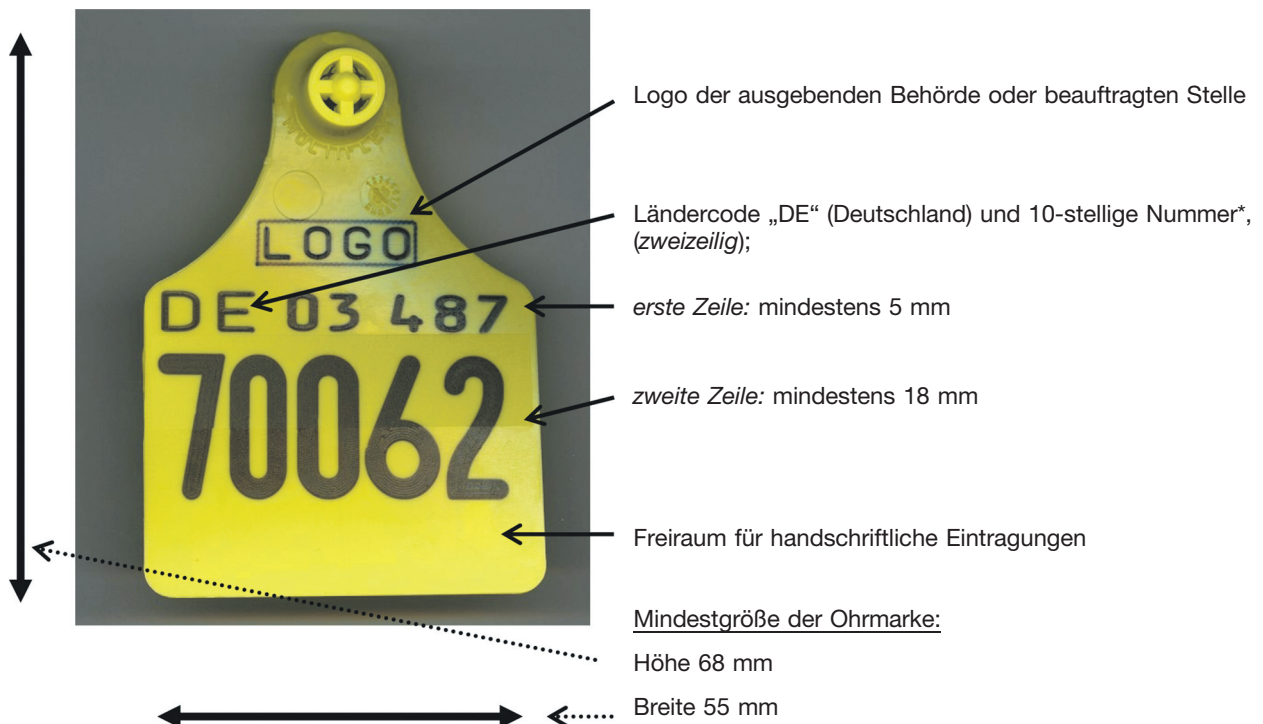 LOGO
DE 03 487
70062
Logo der ausgebenden Behörde oder beauftragten Stelle
Ländercode „DE“ (Deutschland) und 10-stellige Nummer*,
(zweizeilig);
erste Zeile: mindestens 5 mm
zweite Zeile: mindestens 18 mm
Freiraum für handschriftliche Eintragungen
Mindestgröße der Ohrmarke:
Höhe 68 mm
Breite 55 mm